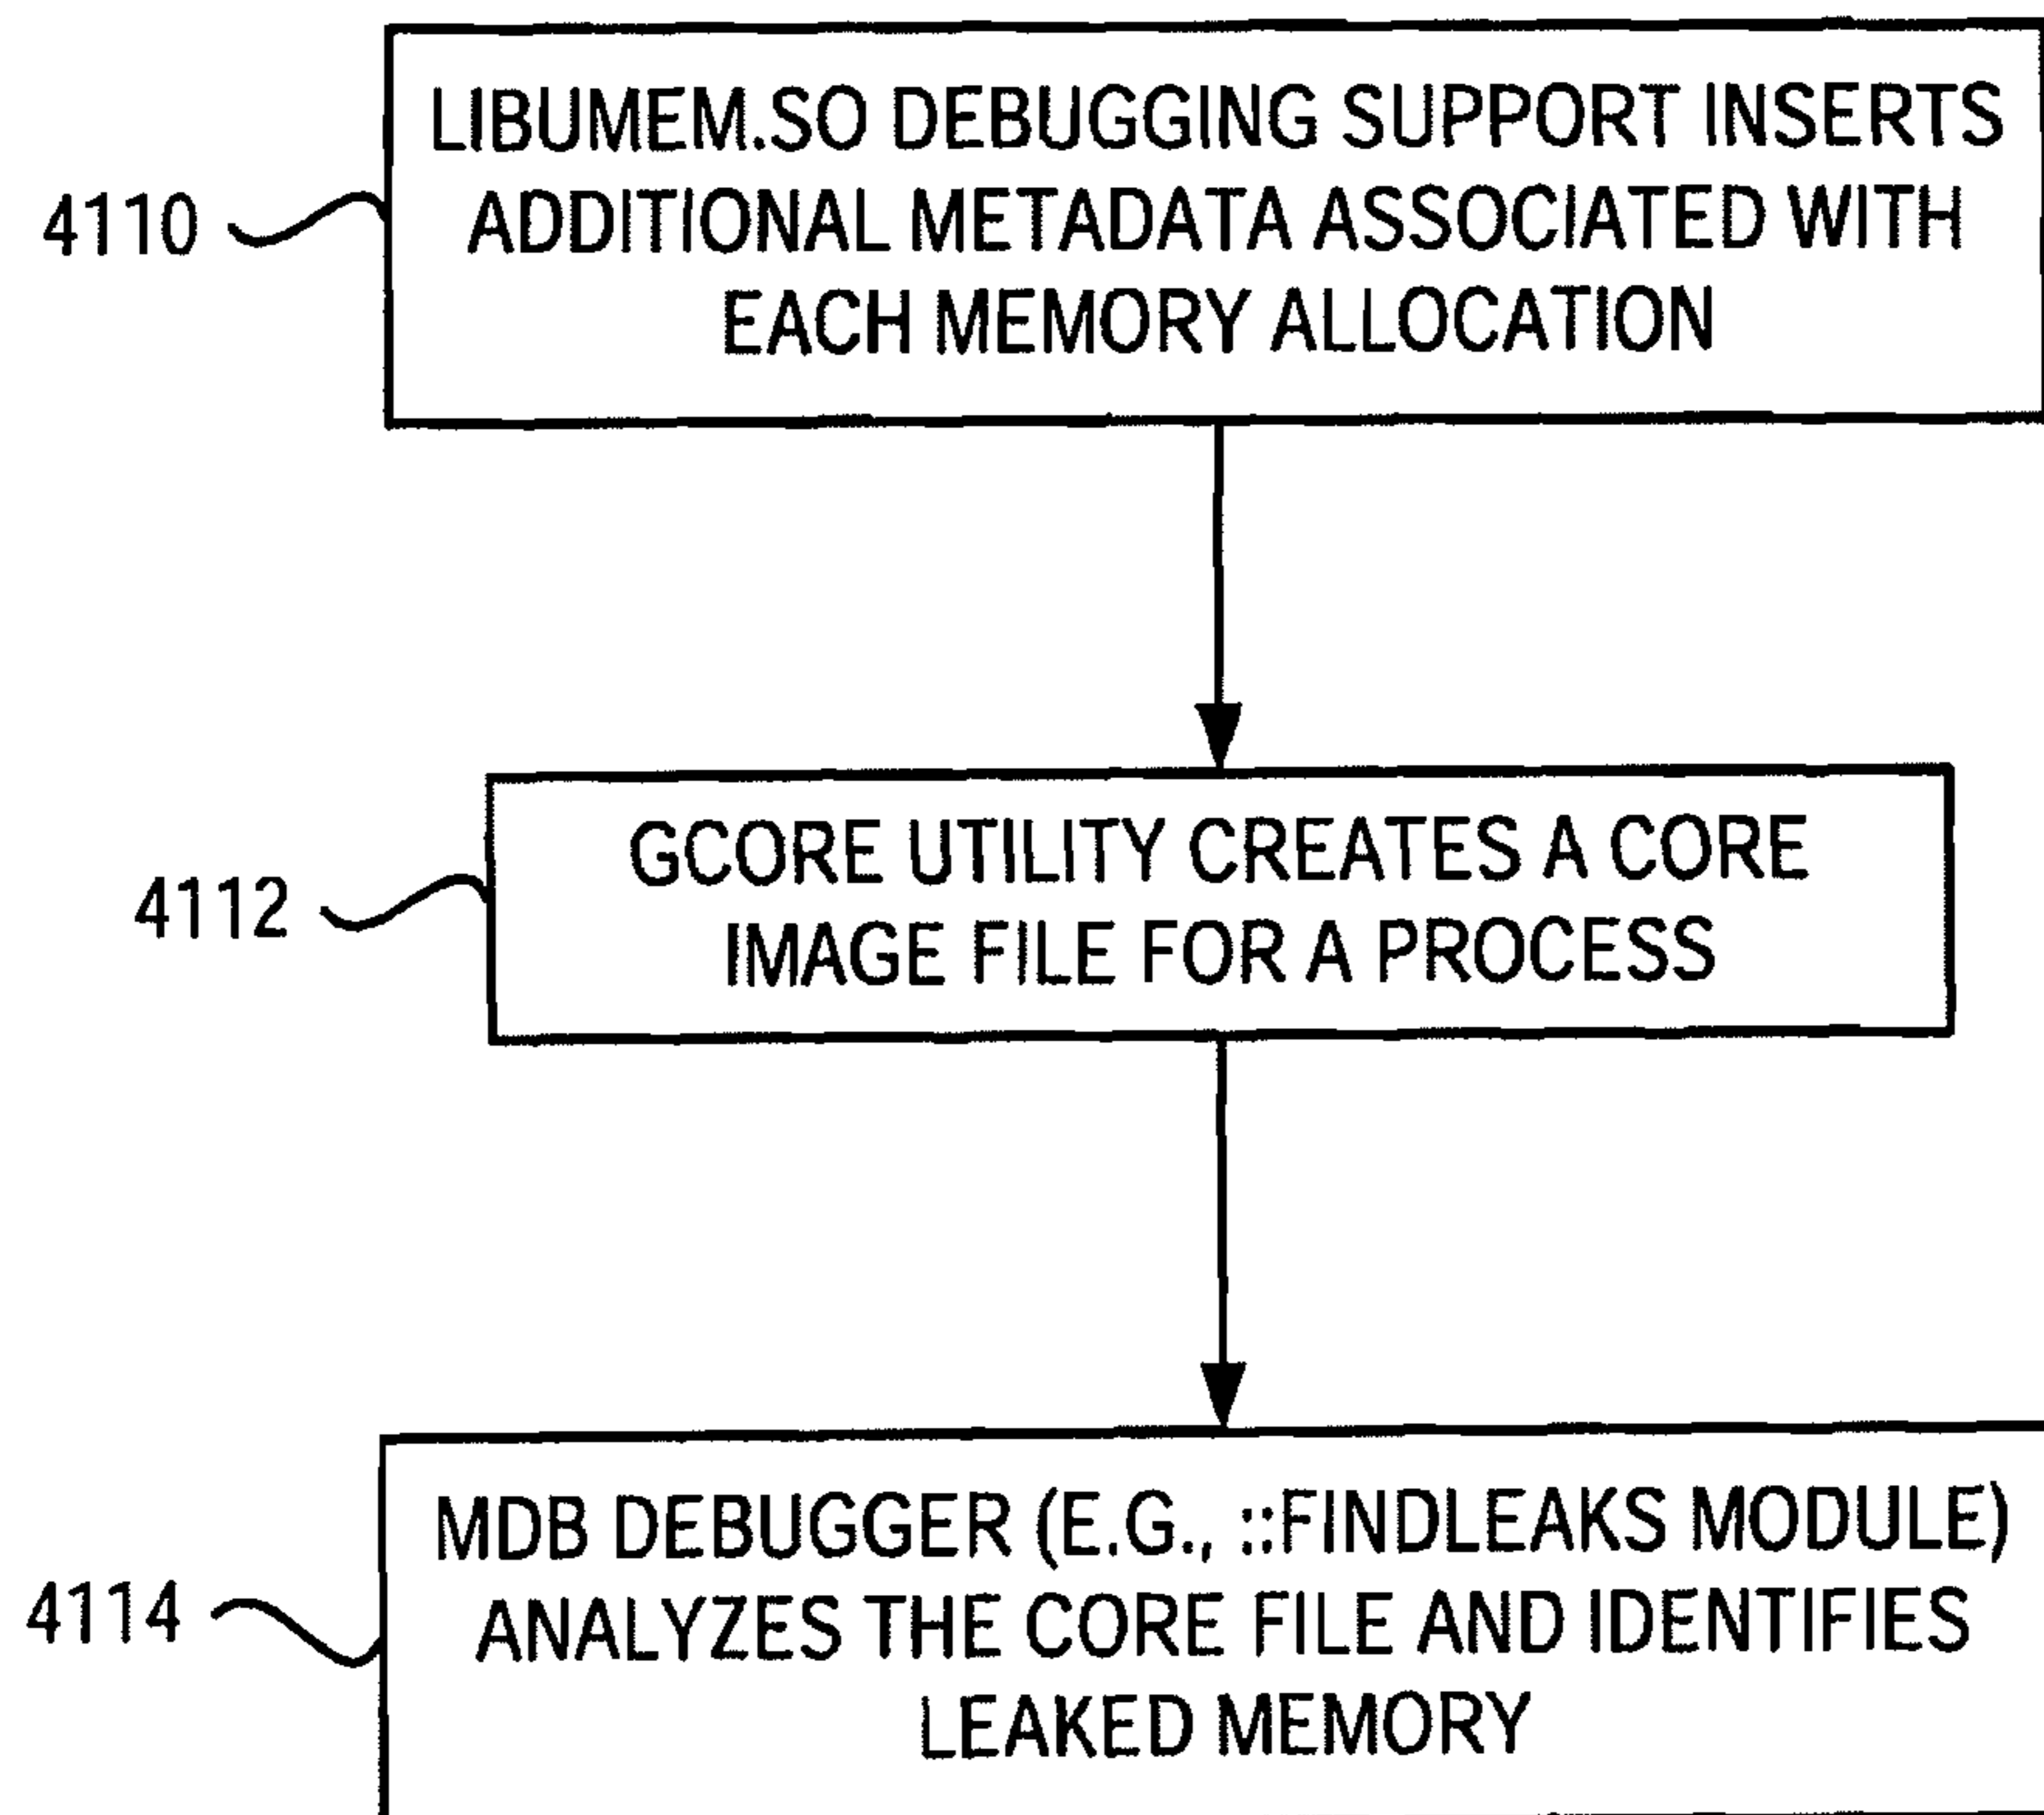 LIBUMEM.SO DEBUGGING SUPPORT INSERTS
ADDITIONAL METADATA ASSOCIATED WITH
EACH MEMORY ALLOCATION
4110
GCORE UTILITY CREATES A CORE
IMAGE FILE FOR A PROCESS
4112
MDB DEBUGGER (E.G., ::FINDLEAKS MODULE)
ANALYZES THE CORE FILE AND IDENTIFIES
LEAKED MEMORY
4114